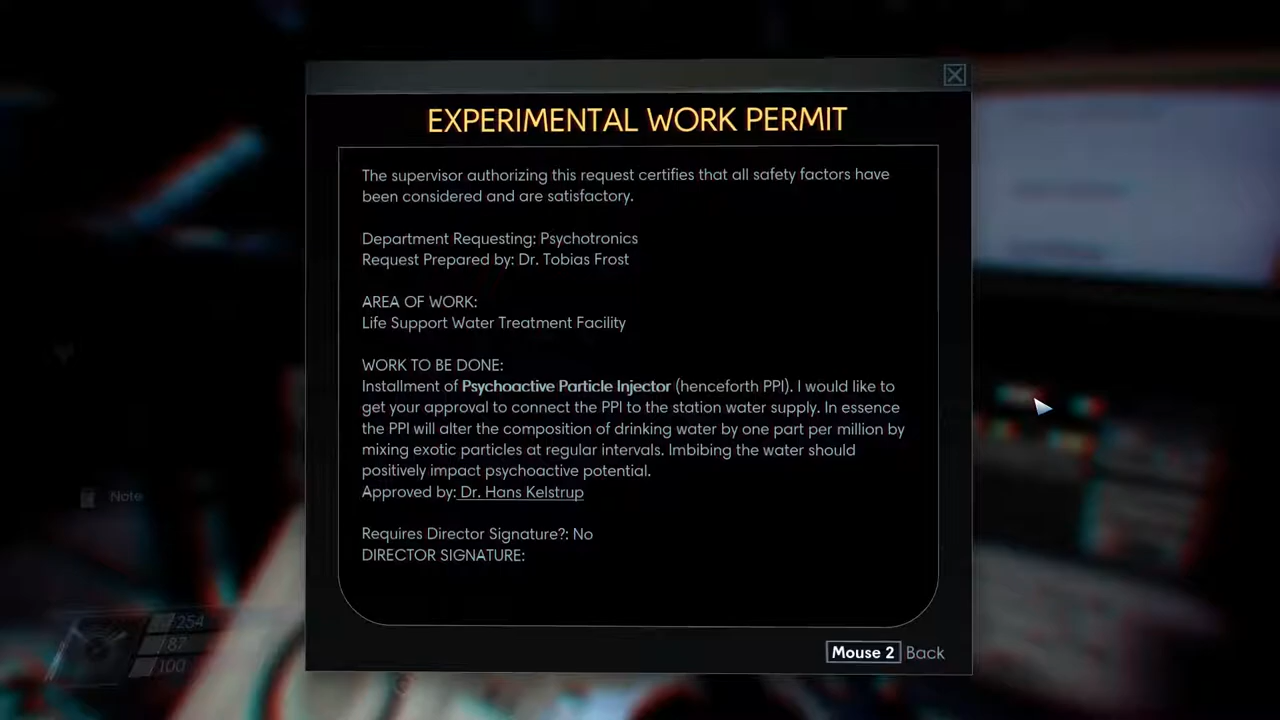 EXPERIMENTAL WORK PERMIT
The supervisor authorizing this request certifies that all safety factors have
been considered and are satisfactory.
Department Requesting: Psychotronics
Request Prepared by: Dr. Tobias Frost
AREA OF WORK:
Life Support Water Treatment Facility
WORK TO BE DONE:
Installment of Psychoactive Particle Injector (henceforth PPI). I would like to
get your approval to connect the PPI to the station water supply. In essence
the PPI will alter the composition of drinking water by one part per million by
mixing exotic particles at regular intervals. Imbibing the water should
positively impact psychoactive potential.
Approved by: Dr. Hans Kelstrup
Requires Director Signature?: No
DIRECTOR SIGNATURE:
Mouse 2 Back
Note
254
87
100